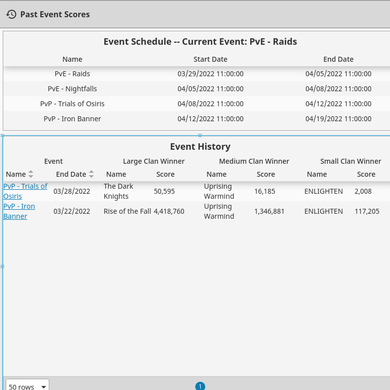 Past Event Scores
Event Schedule -- Current Event: PvE - Raids
Name Start Date End Date
PvE - Raids 03/29/2022 11:00:00 04/05/2022 11:00:00
PvE - Nightfalls 04/05/2022 11:00:00 04/08/2022 11:00:00
PvP - Trials of Osiris 04/08/2022 11:00:00 04/12/2022 11:00:00
PvP - Iron Banner 04/12/2022 11:00:00 04/19/2022 11:00:00
Event History
Event Large Clan Winner Medium Clan Winner Small Clan Winner
Name End Date Name Score Name Score Name Score
PvP - Trials of Osiris 03/28/2022 The Dark Knights 50,595 Uprising Warmind 16,185 ENLIGHTEN 2,008
PvP - Iron Banner 03/22/2022 Rise of the Fall 4,418,760 Uprising Warmind 1,346,881 ENLIGHTEN 117,205
50 rows 1